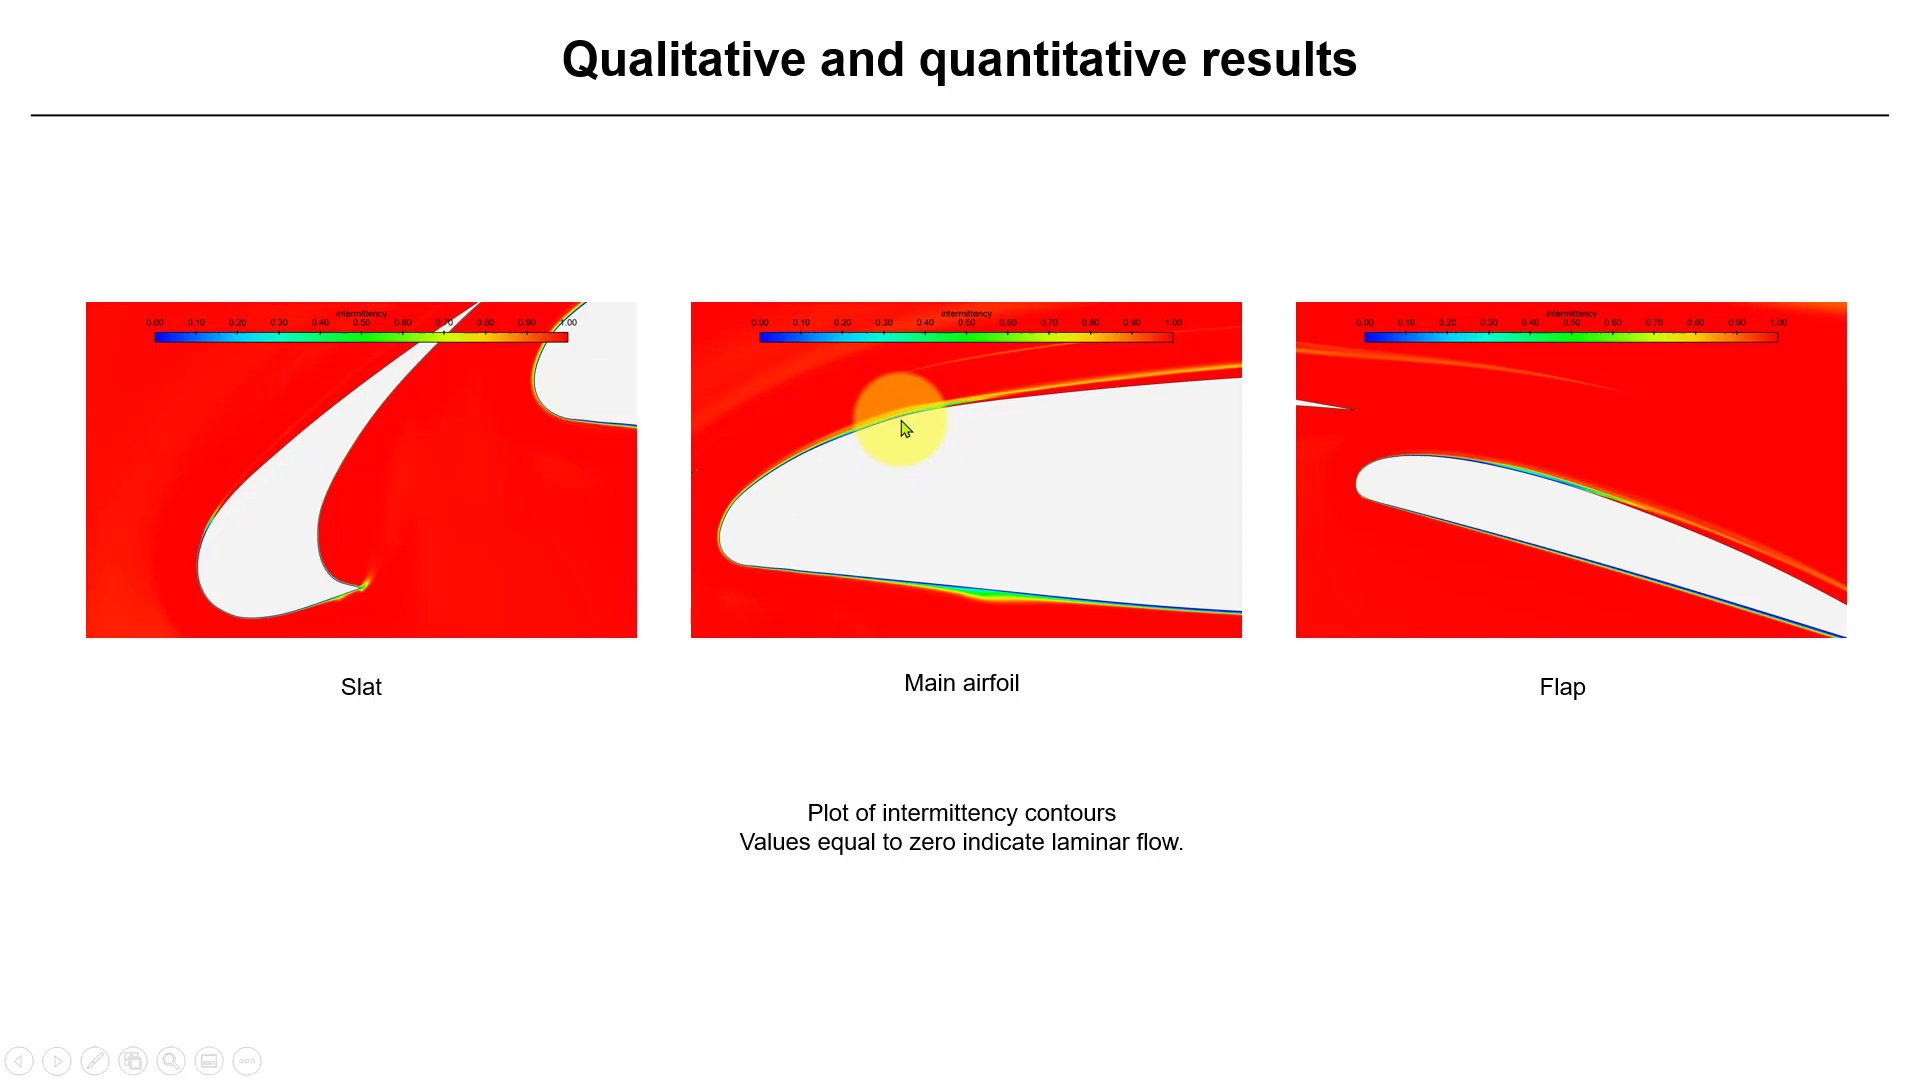 Qualitative and quantitative results
intermittency
0.00 0.10 0.20 0.30 0.40 0.50 0.60 0.70 0.80 0.90 1.00
intermittency
0.00 0.10 0.20 0.30 0.40 0.50 0.60 0.70 0.80 0.90 1.00
intermittency
0.00 0.10 0.20 0.30 0.40 0.50 0.60 0.70 0.80 0.90 1.00
Slat
Main airfoil
Flap
Plot of intermittency contours
Values equal to zero indicate laminar flow.